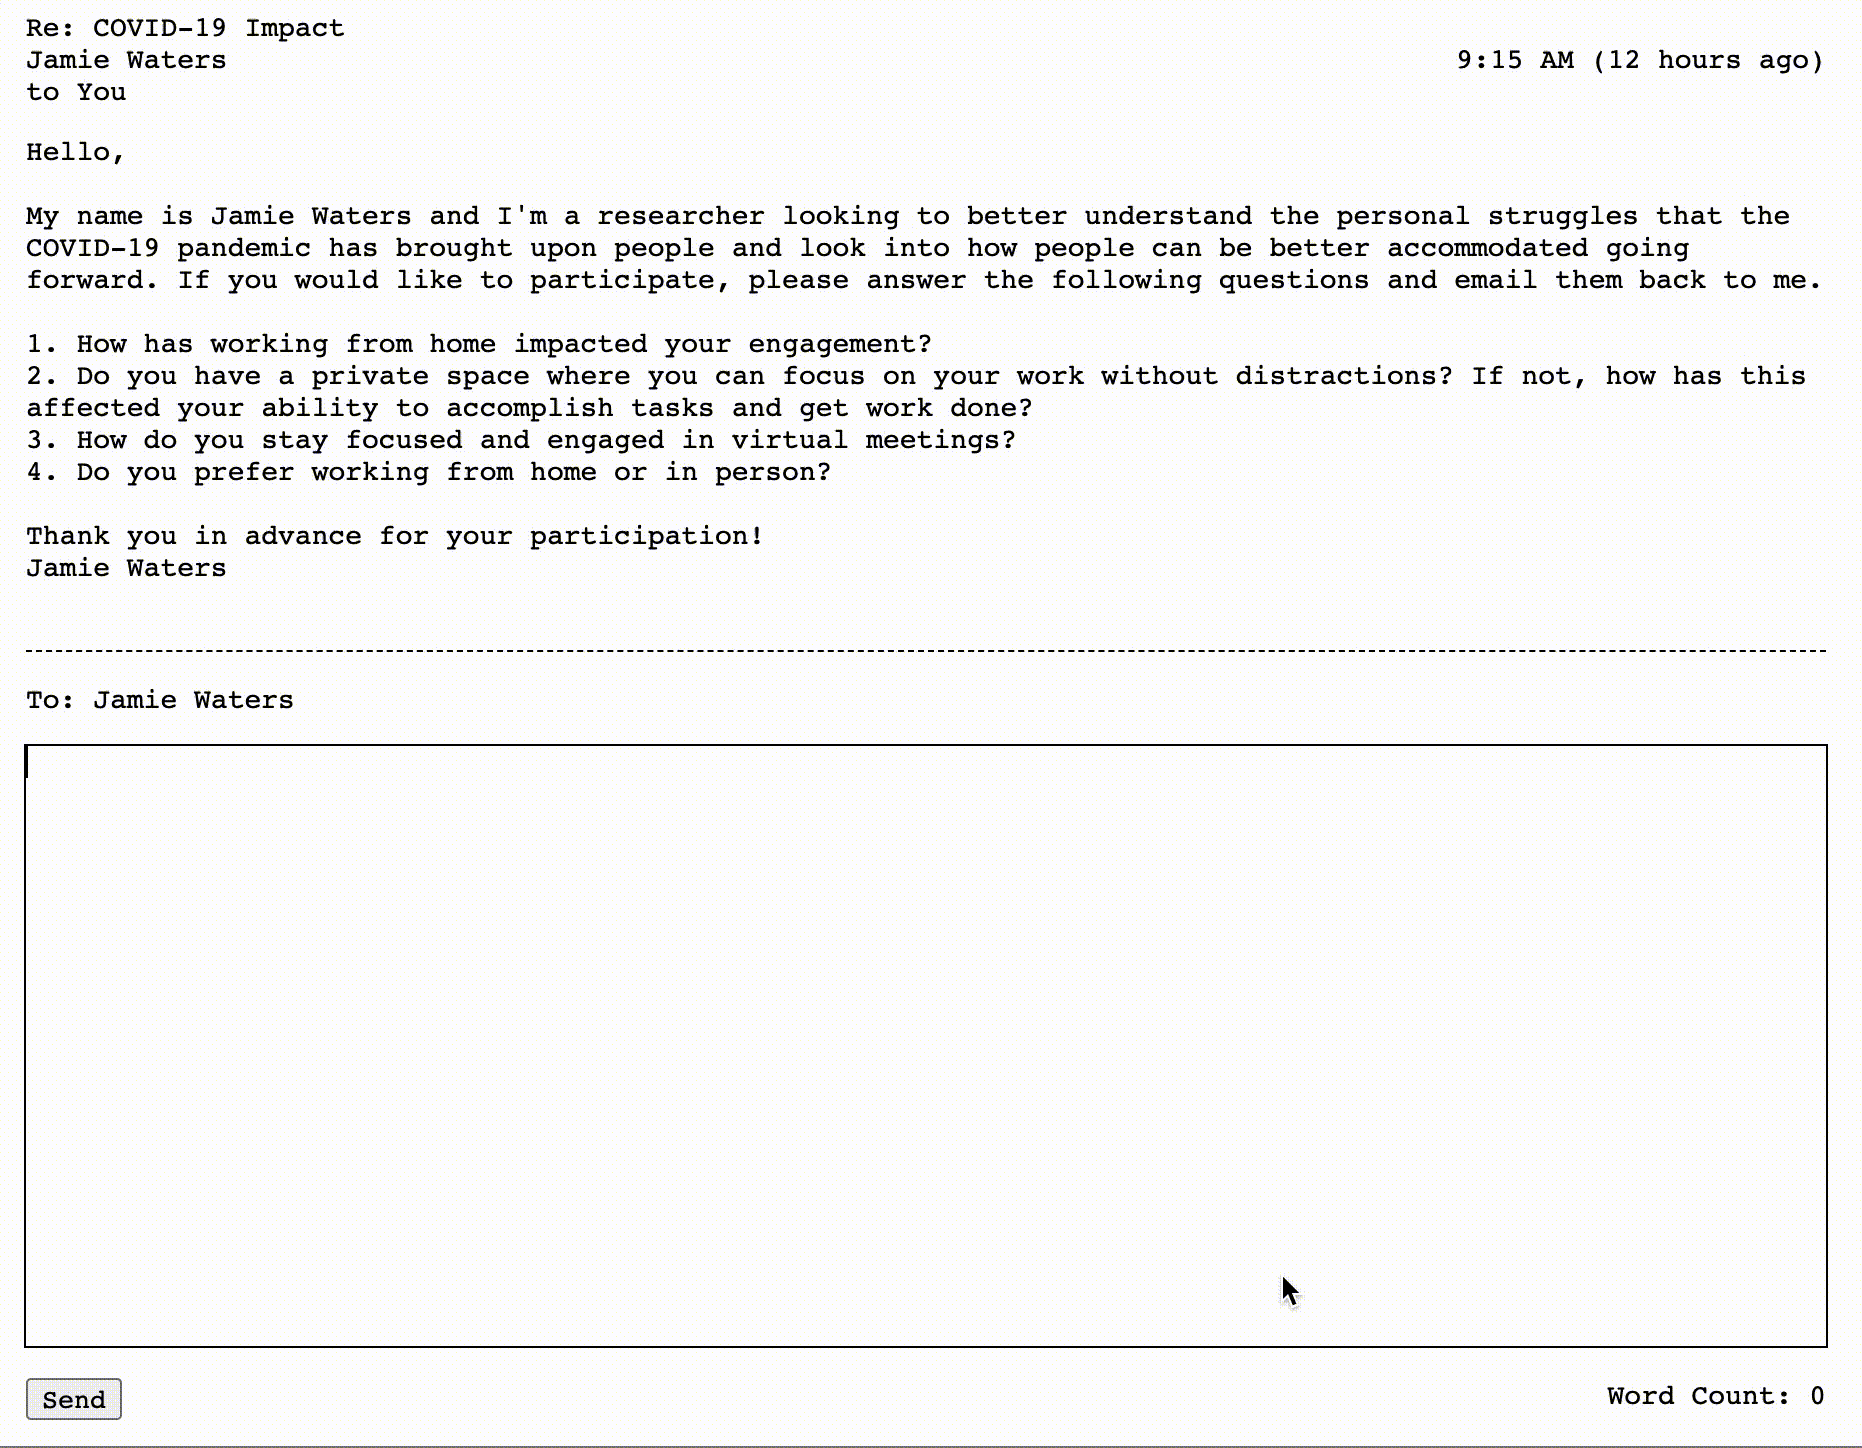 Re: COVID-19 Impact
Jamie Waters
9:15 AM (12 hours ago)
to You
Hello,
My name is Jamie Waters and I'm a researcher looking to better understand the personal struggles that the
COVID-19 pandemic has brought upon people and look into how people can be better accommodated going
forward. If you would like to participate, please answer the following questions and email them back to me.
1. How has working from home impacted your engagement?
2. Do you have a private space where you can focus on your work without distractions? If not, how has this
affected your ability to accomplish tasks and get work done?
3. How do you stay focused and engaged in virtual meetings?
4. Do you prefer working from home or in person?
Thank you in advance for your participation!
Jamie Waters
To: Jamie Waters
Send
Word Count: 0